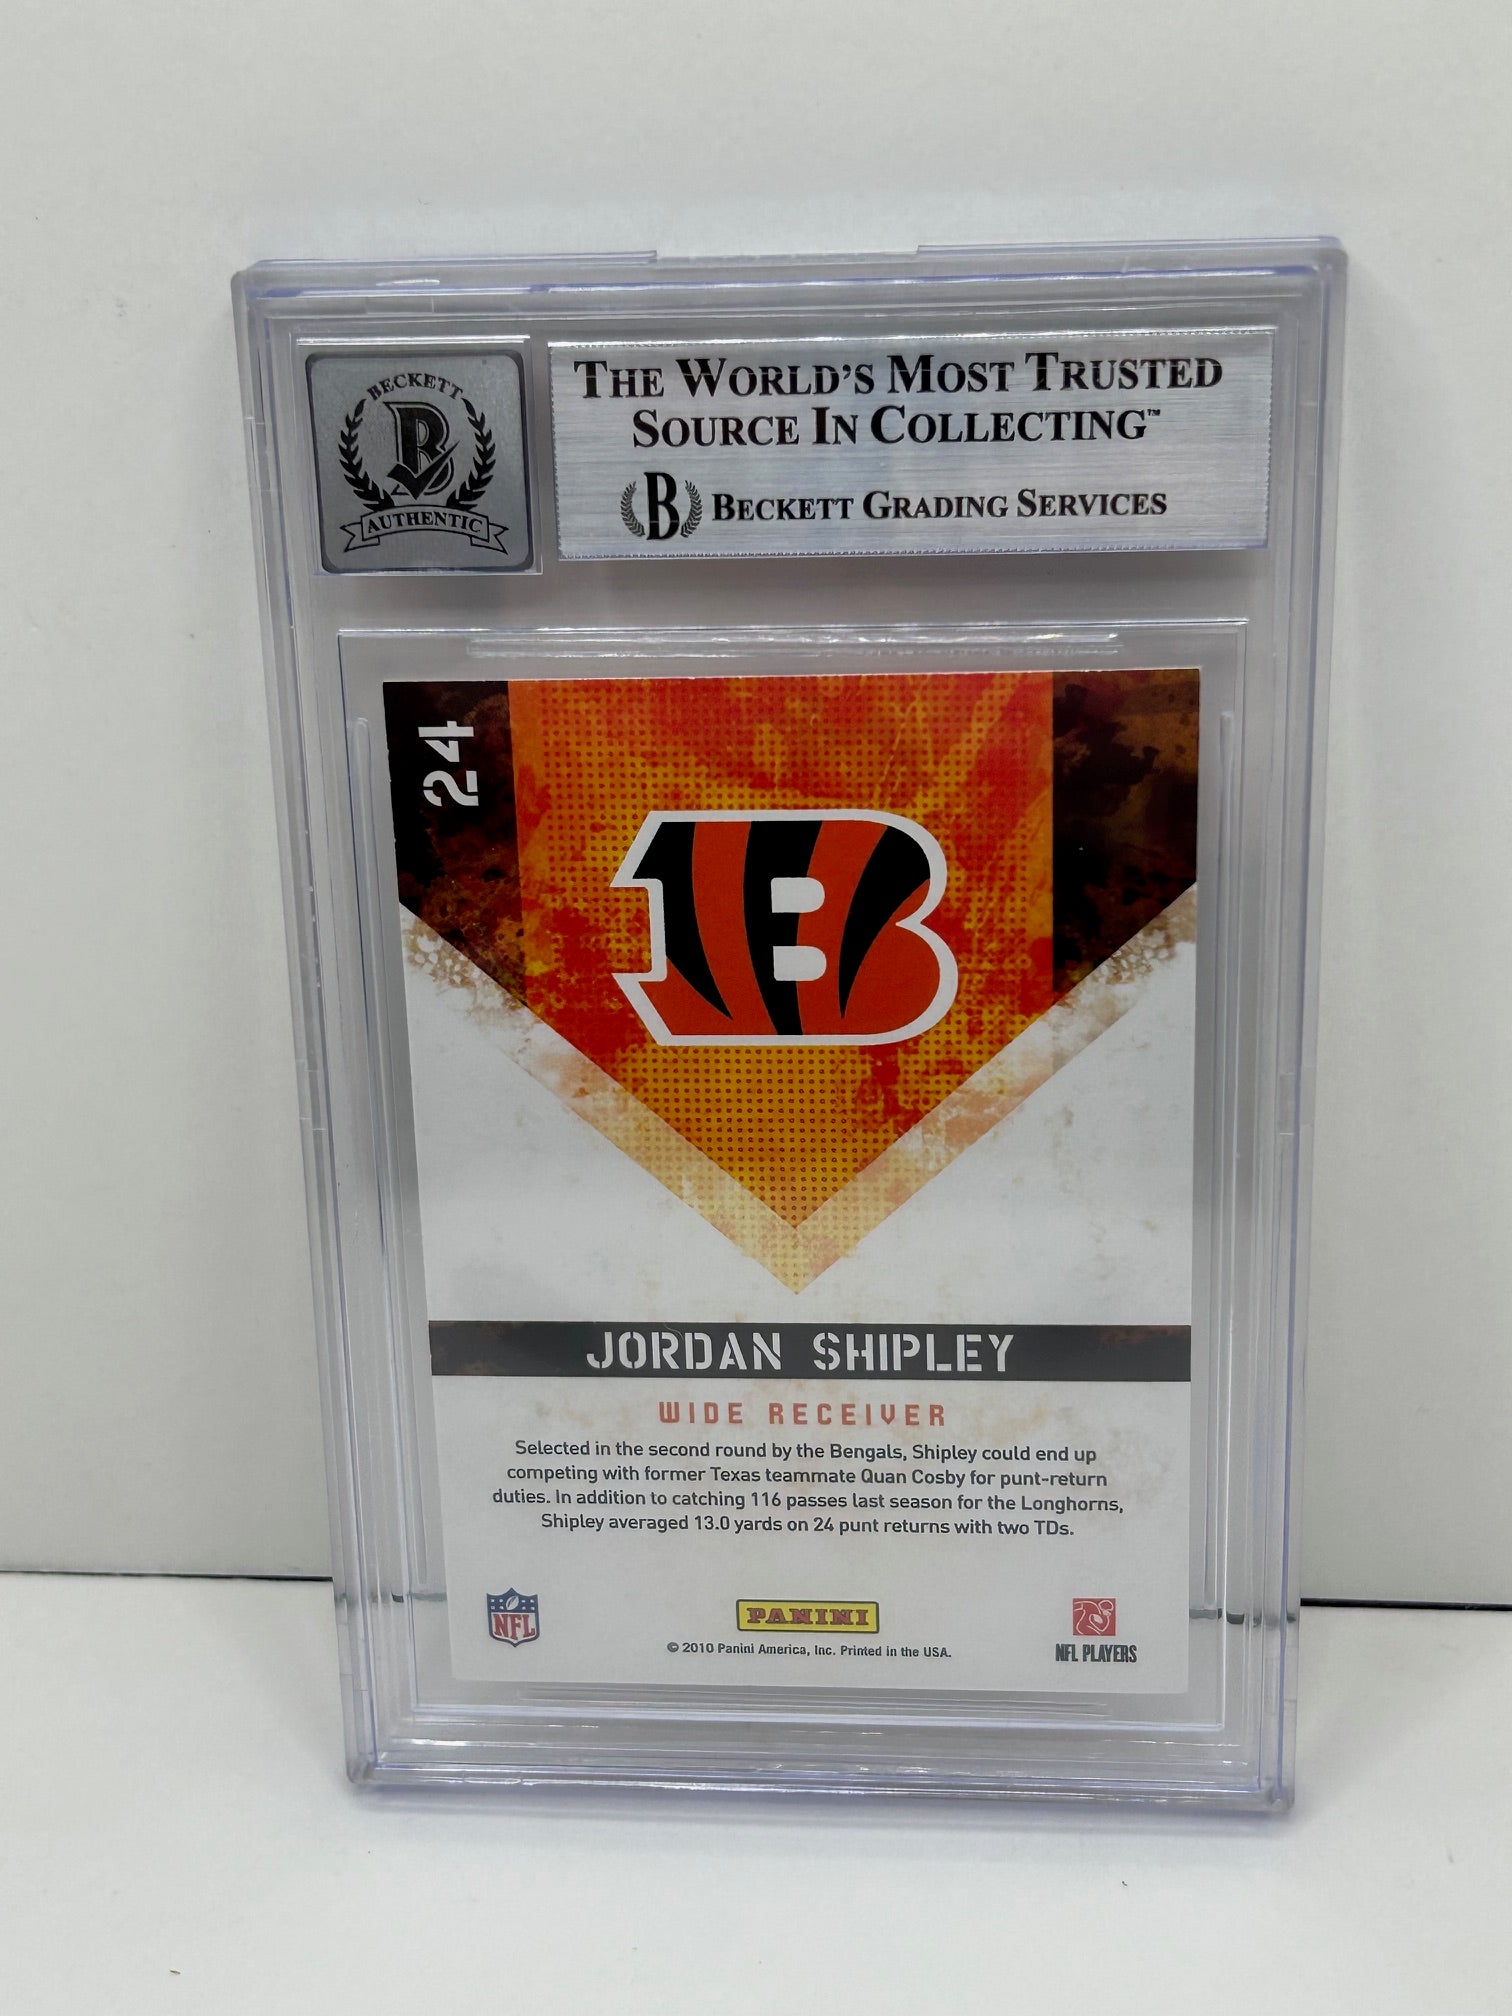 BECKETT
B
AUTHENTIC
THE WORLD'S MOST TRUSTED
SOURCE IN COLLECTING™
B BECKETT GRADING SERVICES
24
B
JORDAN SHIPLEY
WIDE RECEIVER
Selected in the second round by the Bengals, Shipley could end up
competing with former Texas teammate Quan Cosby for punt-return
duties. In addition to catching 116 passes last season for the Longhorns,
Shipley averaged 13.0 yards on 24 punt returns with two TDs.
NFL
PANINI
© 2010 Panini America, Inc. Printed in the USA.
NFL PLAYERS